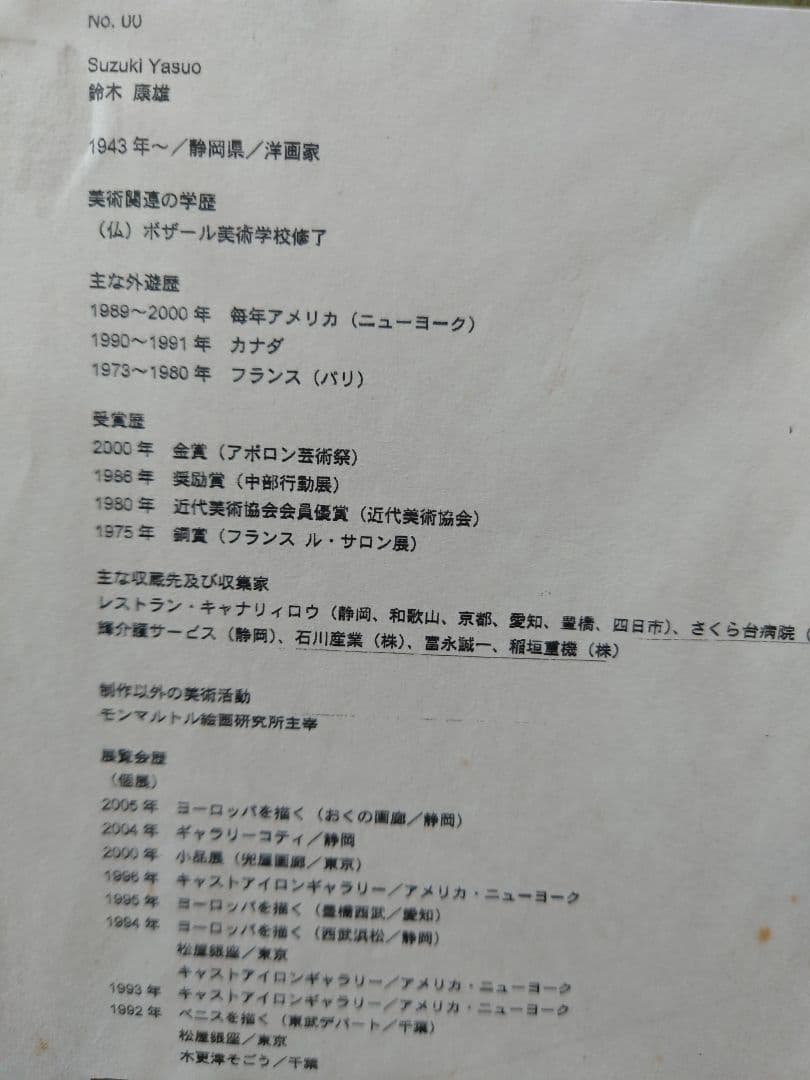 No. 00
Suzuki Yasuo
鈴木 康雄
1943 年～／静岡県／洋画家
美術関連の学歴
（仏）ボザール美術学校修了
主な外遊歴
1989～2000 年 毎年アメリカ（ニューヨーク）
1990～1991 年 カナダ
1973～1980 年 フランス（パリ）
受賞歴
2000 年 金賞（アポロン芸術祭）
1986 年 奨励賞（中部行動展）
1980 年 近代美術協会会員優賞（近代美術協会）
1975 年 銅賞（フランス ル・サロン展）
主な収蔵先及び収集家
レストラン・キャナリィロウ（静岡、和歌山、京都、愛知、豊橋、四日市）、さくら台病院（
輝介護サービス（静岡）、石川産業（株）、富永誠一、稲垣重機（株）
制作以外の美術活動
モンマルトル絵画研究所主宰
展覧会歴
（個展）
2005 年 ヨーロッパを描く（おくの画廊／静岡）
2004 年 ギャラリーコティ／静岡
2000 年 小品展（兜屋画廊／東京）
1996 年 キャストアイロンギャラリー／アメリカ・ニューヨーク
1995 年 ヨーロッパを描く（豊橋西武／愛知）
1994 年 ヨーロッパを描く（西武浜松／静岡）
松屋銀座／東京
キャストアイロンギャラリー／アメリカ・ニューヨーク
1993 年 キャストアイロンギャラリー／アメリカ・ニューヨーク
1992 年 ベニスを描く（東武デパート／千葉）
松屋銀座／東京
木更津そごう／千葉